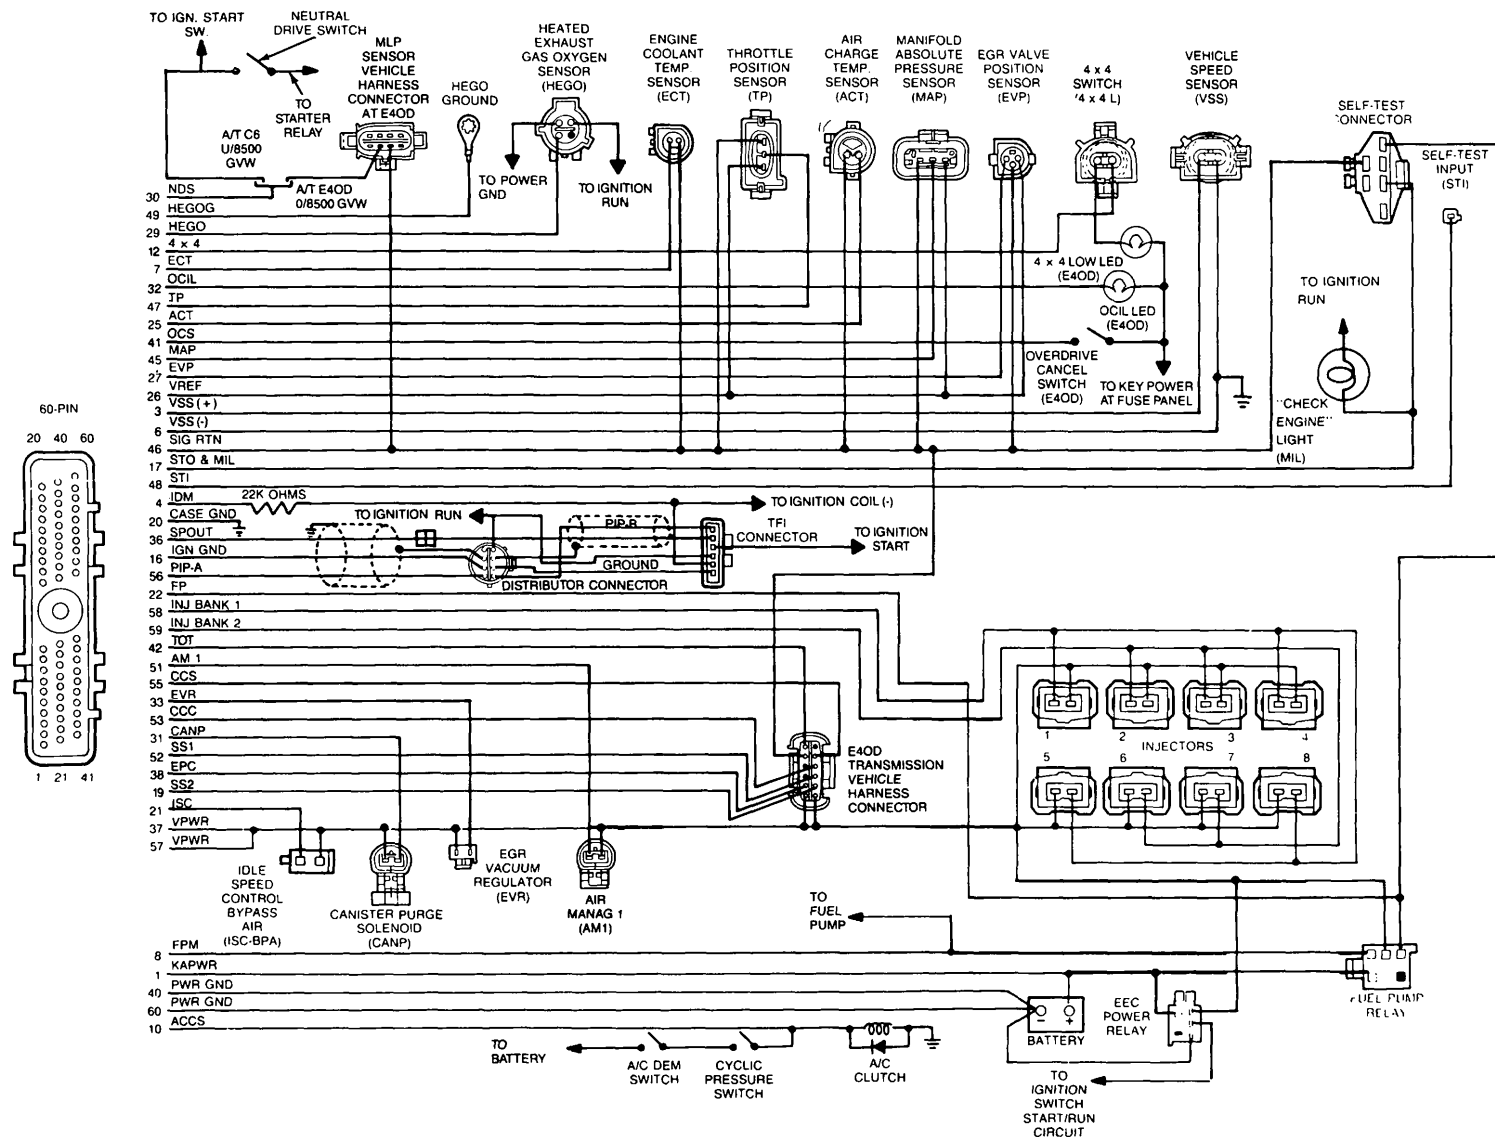 TO IGN. START
SW.
NEUTRAL
DRIVE SWITCH
TO
STARTER
RELAY
MLP
SENSOR
VEHICLE
HARNESS
CONNECTOR
AT E4OD
HEGO
GROUND
HEATED
EXHAUST
GAS OXYGEN
SENSOR
(HEGO)
ENGINE
COOLANT
TEMP.
SENSOR
(ECT)
THROTTLE
POSITION
SENSOR
(TP)
AIR
CHARGE
TEMP.
SENSOR
(ACT)
MANIFOLD
ABSOLUTE
PRESSURE
SENSOR
(MAP)
EGR VALVE
POSITION
SENSOR
(EVP)
4 x 4
SWITCH
(4 x 4 L)
VEHICLE
SPEED
SENSOR
(VSS)
SELF-TEST
CONNECTOR
SELF-TEST
INPUT
(STI)
A/T C6
U/8500
GVW
A/T E4OD
0/8500 GVW
TO POWER
GND
TO IGNITION
RUN
30 NDS
49 HEGOG
29 HEGO
12 4 x 4
7 ECT
32 OCIL
47 TP
25 ACT
41 OCS
45 MAP
27 EVP
26 VREF
3 VSS (+)
6 VSS (-)
46 SIG RTN
17 STO & MIL
48 STI
4 IDM
22K OHMS
20 CASE GND
36 SPOUT
16 IGN GND
56 PIP-A
22 FP
58 INJ BANK 1
59 INJ BANK 2
42 TOT
51 AM 1
55 CCS
33 EVR
53 CCC
31 CANP
52 SS1
38 EPC
19 SS2
21 ISC
37 VPWR
57 VPWR
4 x 4 LOW LED
(E4OD)
OCIL LED
(E4OD)
OVERDRIVE
CANCEL
SWITCH
(E4OD)
TO KEY POWER
AT FUSE PANEL
TO IGNITION
RUN
"CHECK
ENGINE"
LIGHT
(MIL)
60-PIN
20 40 60
1 21 41
TO IGNITION COIL (-)
TO IGNITION RUN
PIP-B
TFI
CONNECTOR
TO IGNITION
START
GROUND
DISTRIBUTOR CONNECTOR
E4OD
TRANSMISSION
VEHICLE
HARNESS
CONNECTOR
1 2 3 4
INJECTORS
5 6 7 8
IDLE
SPEED
CONTROL
BYPASS
AIR
(ISC-BPA)
CANISTER PURGE
SOLENOID
(CANP)
EGR
VACUUM
REGULATOR
(EVR)
AIR
MANAG 1
(AM1)
TO
FUEL
PUMP
8 FPM
1 KAPWR
40 PWR GND
60 PWR GND
10 ACCS
TO
BATTERY
A/C DEM
SWITCH
CYCLIC
PRESSURE
SWITCH
A/C
CLUTCH
- +
BATTERY
EEC
POWER
RELAY
FUEL PUMP
RELAY
TO
IGNITION
SWITCH
START/RUN
CIRCUIT